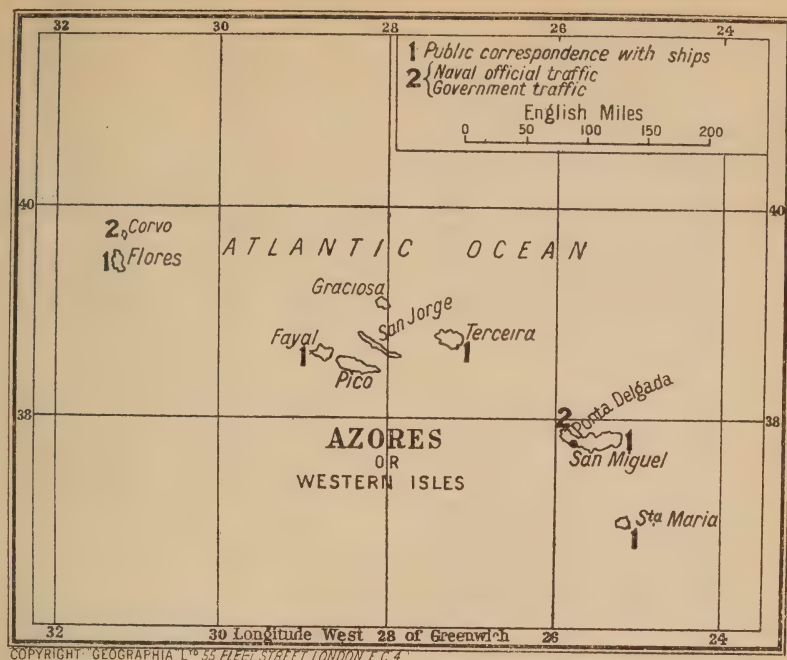 32 30 28 26 24
1 Public correspondence with ships
2 { Naval official traffic
Government traffic
English Miles
0 50 100 150 200
40 40
2 Corvo
1 Flores
ATLANTIC OCEAN
Graciosa
San Jorge
Fayal
1
Terceira
1
Pico
38 38
AZORES
OR
WESTERN ISLES
2 Ponta Delgada
1
San Miguel
Sta Maria
1
32 30 Longitude West 28 of Greenwich 26 24
COPYRIGHT "GEOGRAPHIA" LTD 55 FLEET STREET LONDON E.C.4.